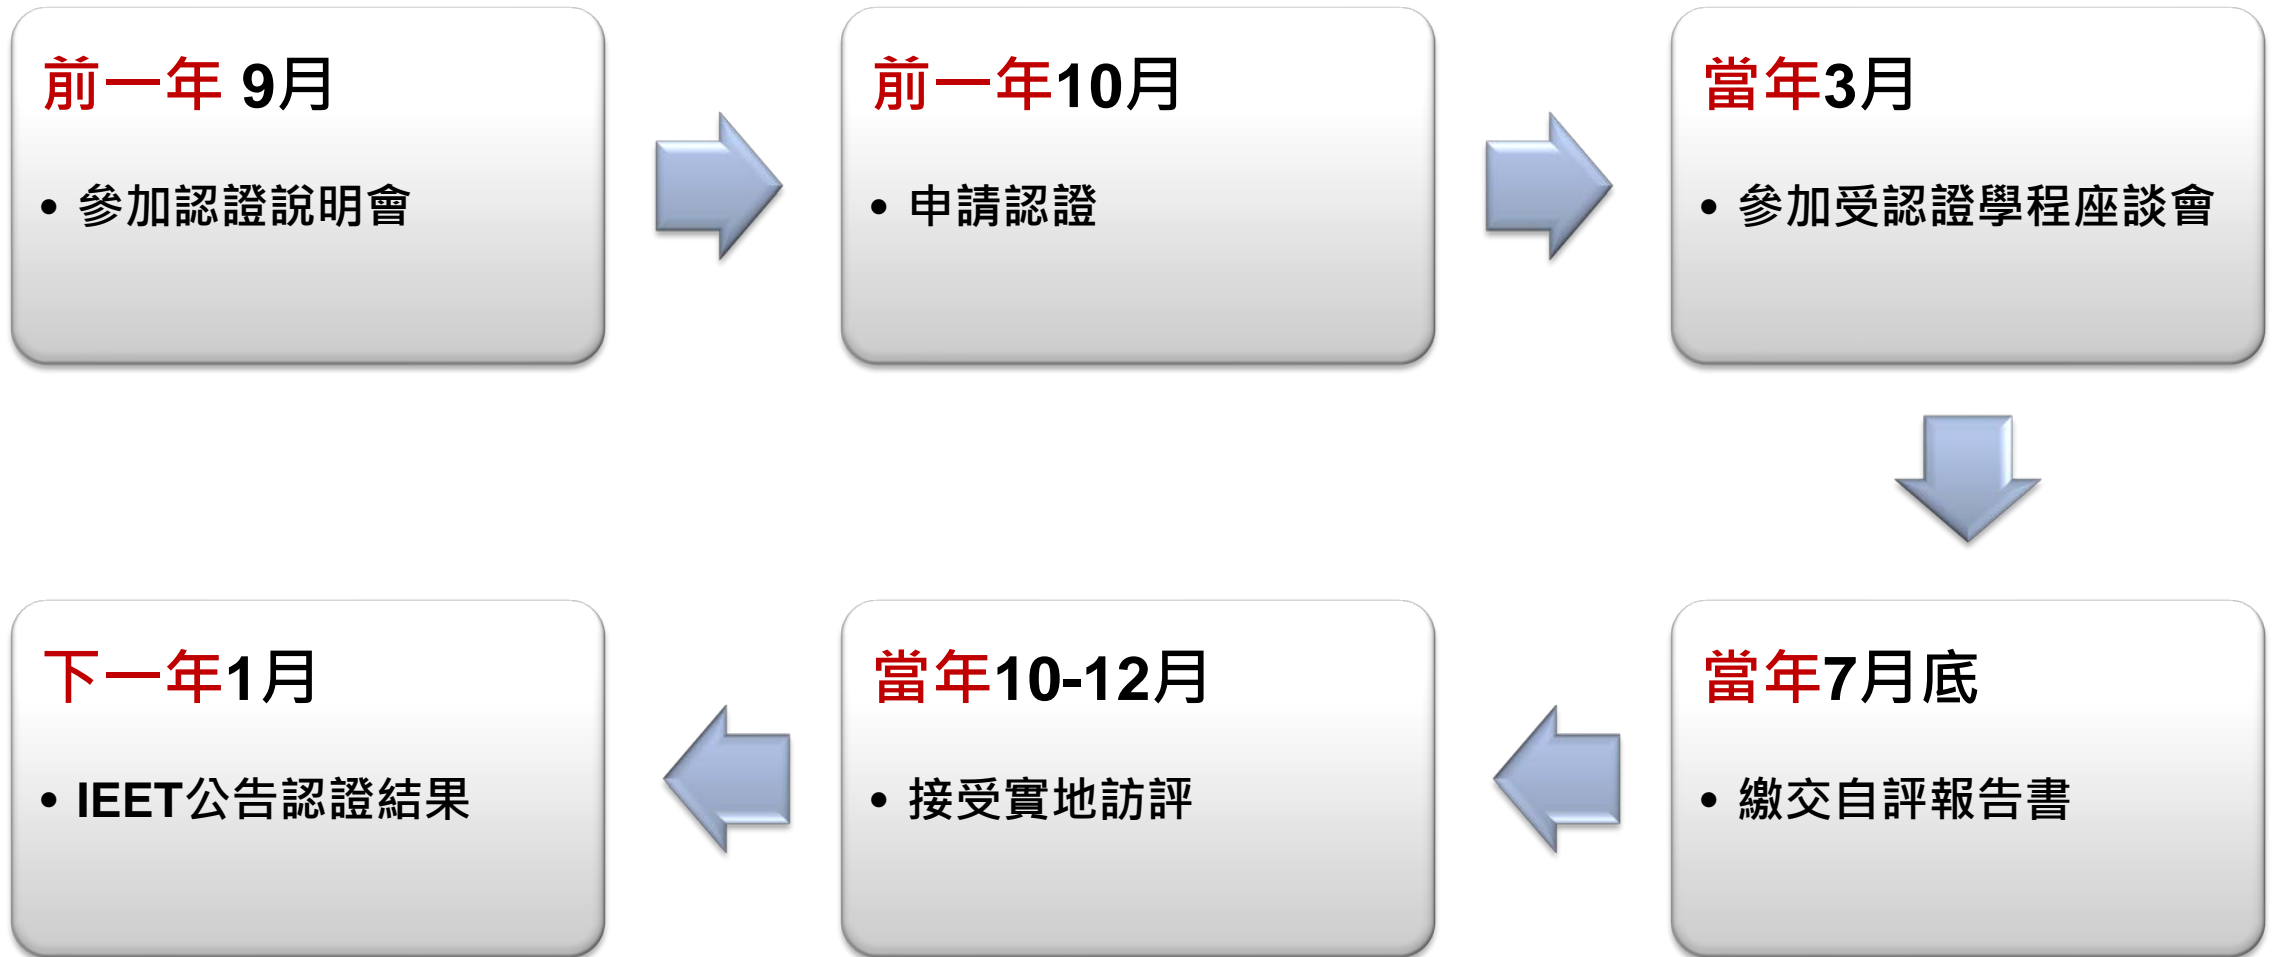 前一年 9月
• 參加認證說明會
前一年10月
• 申請認證
當年3月
• 參加受認證學程座談會
當年7月底
• 繳交自評報告書
當年10-12月
• 接受實地訪評
下一年1月
• IEET公告認證結果